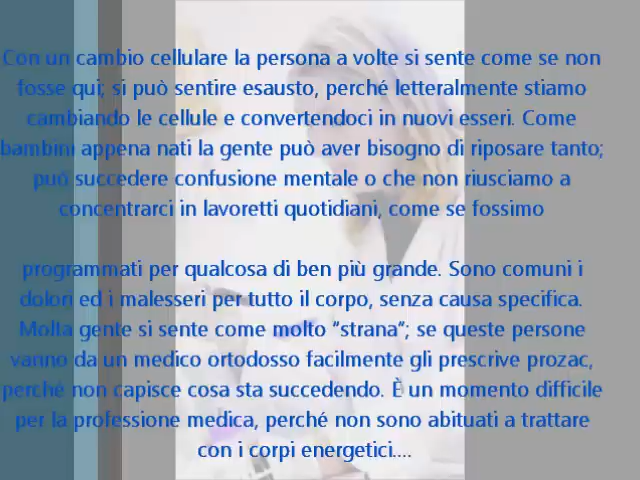 Con un cambio cellulare la persona a volte si sente come se non
fosse qui; si può sentire esausto, perché letteralmente stiamo
cambiando le cellule e convertendoci in nuovi esseri. Come
bambini appena nati la gente può aver bisogno di riposare tanto;
può succedere confusione mentale o che non riusciamo a
concentrarci in lavoretti quotidiani, come se fossimo
programmati per qualcosa di ben più grande. Sono comuni i
dolori ed i malesseri per tutto il corpo, senza causa specifica.
Molta gente si sente come molto “strana”; se queste persone
vanno da un medico ortodosso facilmente gli prescrive prozac,
perché non capisce cosa sta succedendo. È un momento difficile
per la professione medica, perché non sono abituati a trattare
con i corpi energetici....